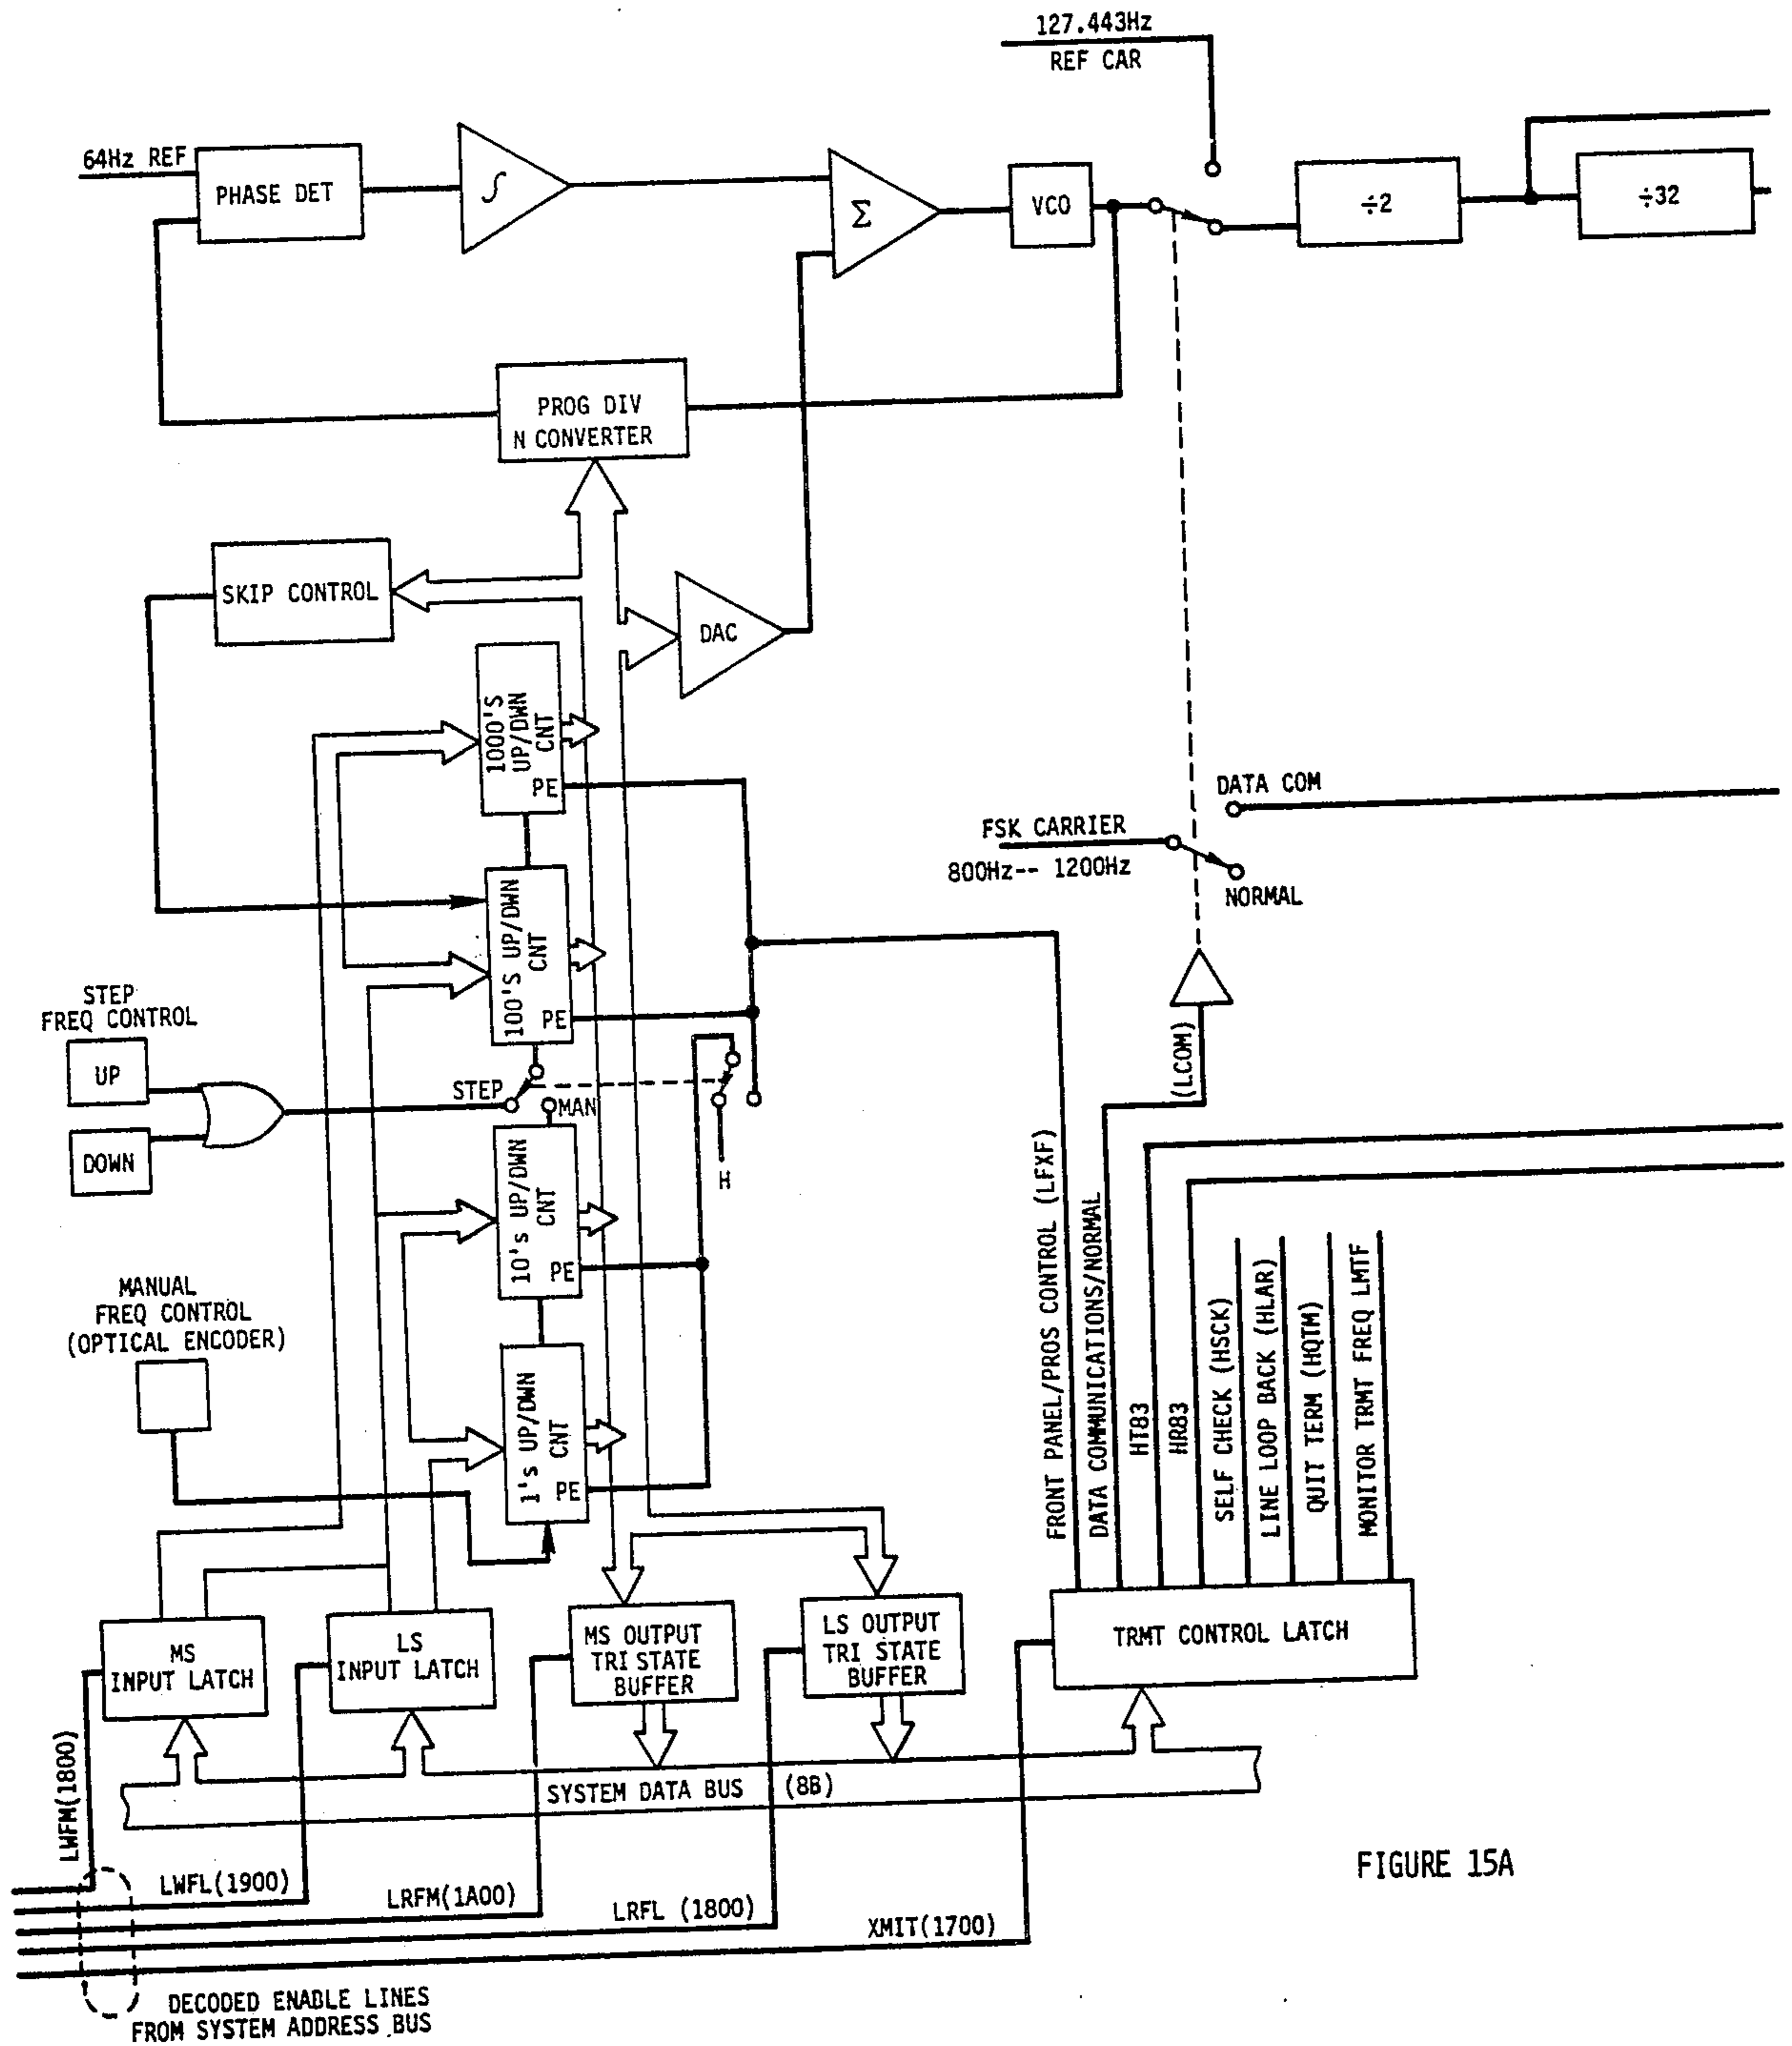 127.443Hz
REF CAR
64Hz REF
PHASE DET
∫
Σ
VCO
÷2
÷32
PROG DIV
N CONVERTER
SKIP CONTROL
DAC
1000'S
UP/DWN
CNT
PE
DATA COM
FSK CARRIER
800Hz-- 1200Hz
NORMAL
100'S UP/DWN
CNT
PE
STEP
FREQ CONTROL
UP
DOWN
STEP
MAN
H
(LCOM)
10's UP/DWN
CNT
PE
MANUAL
FREQ CONTROL
(OPTICAL ENCODER)
1's UP/DWN
CNT
PE
FRONT PANEL/PROS CONTROL (LFXF)
DATA COMMUNICATIONS/NORMAL
HT83
HR83
SELF CHECK (HSCK)
LINE LOOP BACK (HLAR)
QUIT TERM (HQTM)
MONITOR TRMT FREQ LMTF
MS
INPUT LATCH
LS
INPUT LATCH
MS OUTPUT
TRI STATE
BUFFER
LS OUTPUT
TRI STATE
BUFFER
TRMT CONTROL LATCH
SYSTEM DATA BUS (8B)
LWFM(1800)
LWFL(1900)
LRFM(1A00)
LRFL (1800)
XMIT(1700)
DECODED ENABLE LINES
FROM SYSTEM ADDRESS BUS
FIGURE 15A